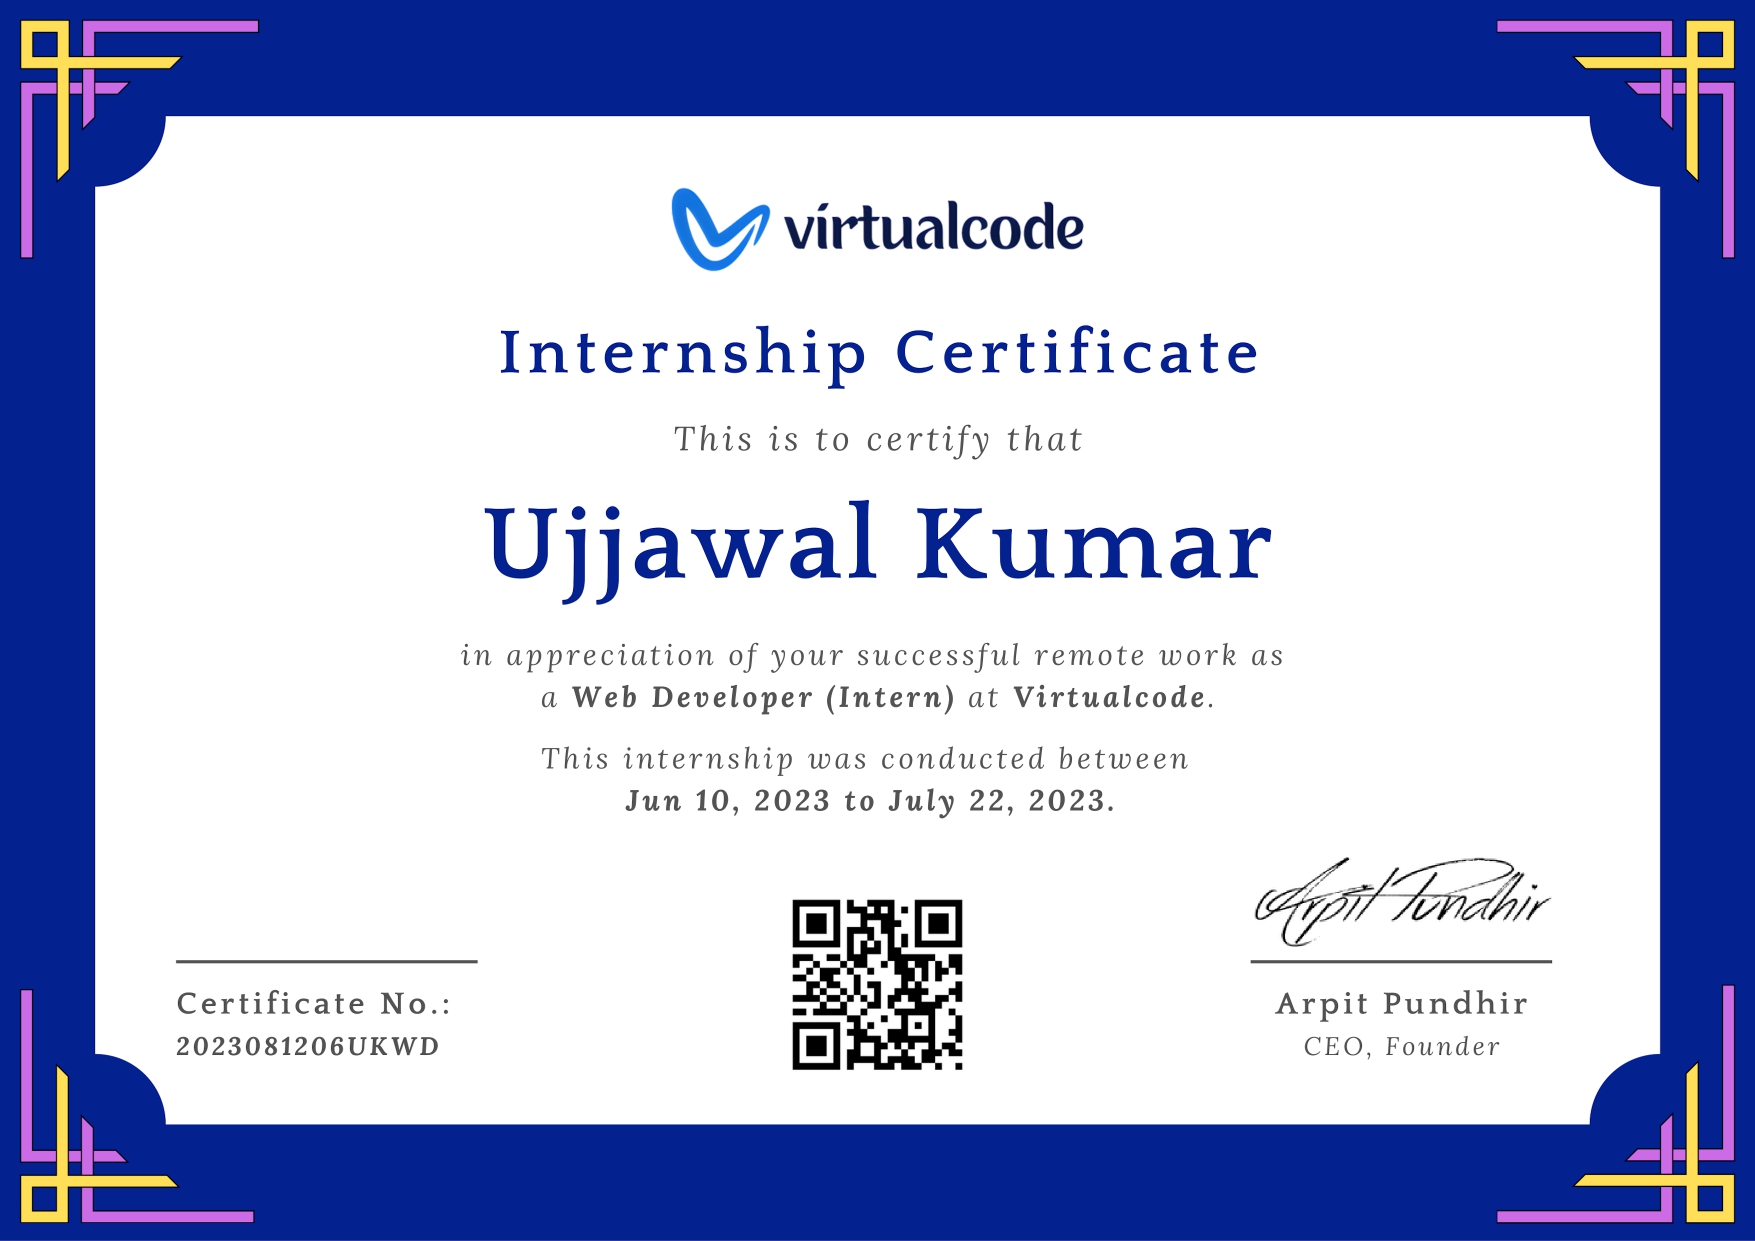 virtualcode
Internship Certificate
This is to certify that
Ujjawal Kumar
in appreciation of your successful remote work as
a Web Developer (Intern) at Virtualcode.
This internship was conducted between
Jun 10, 2023 to July 22, 2023.
Arpit Pundhir
Certificate No.:
2023081206UKWD
Arpit Pundhir
CEO, Founder